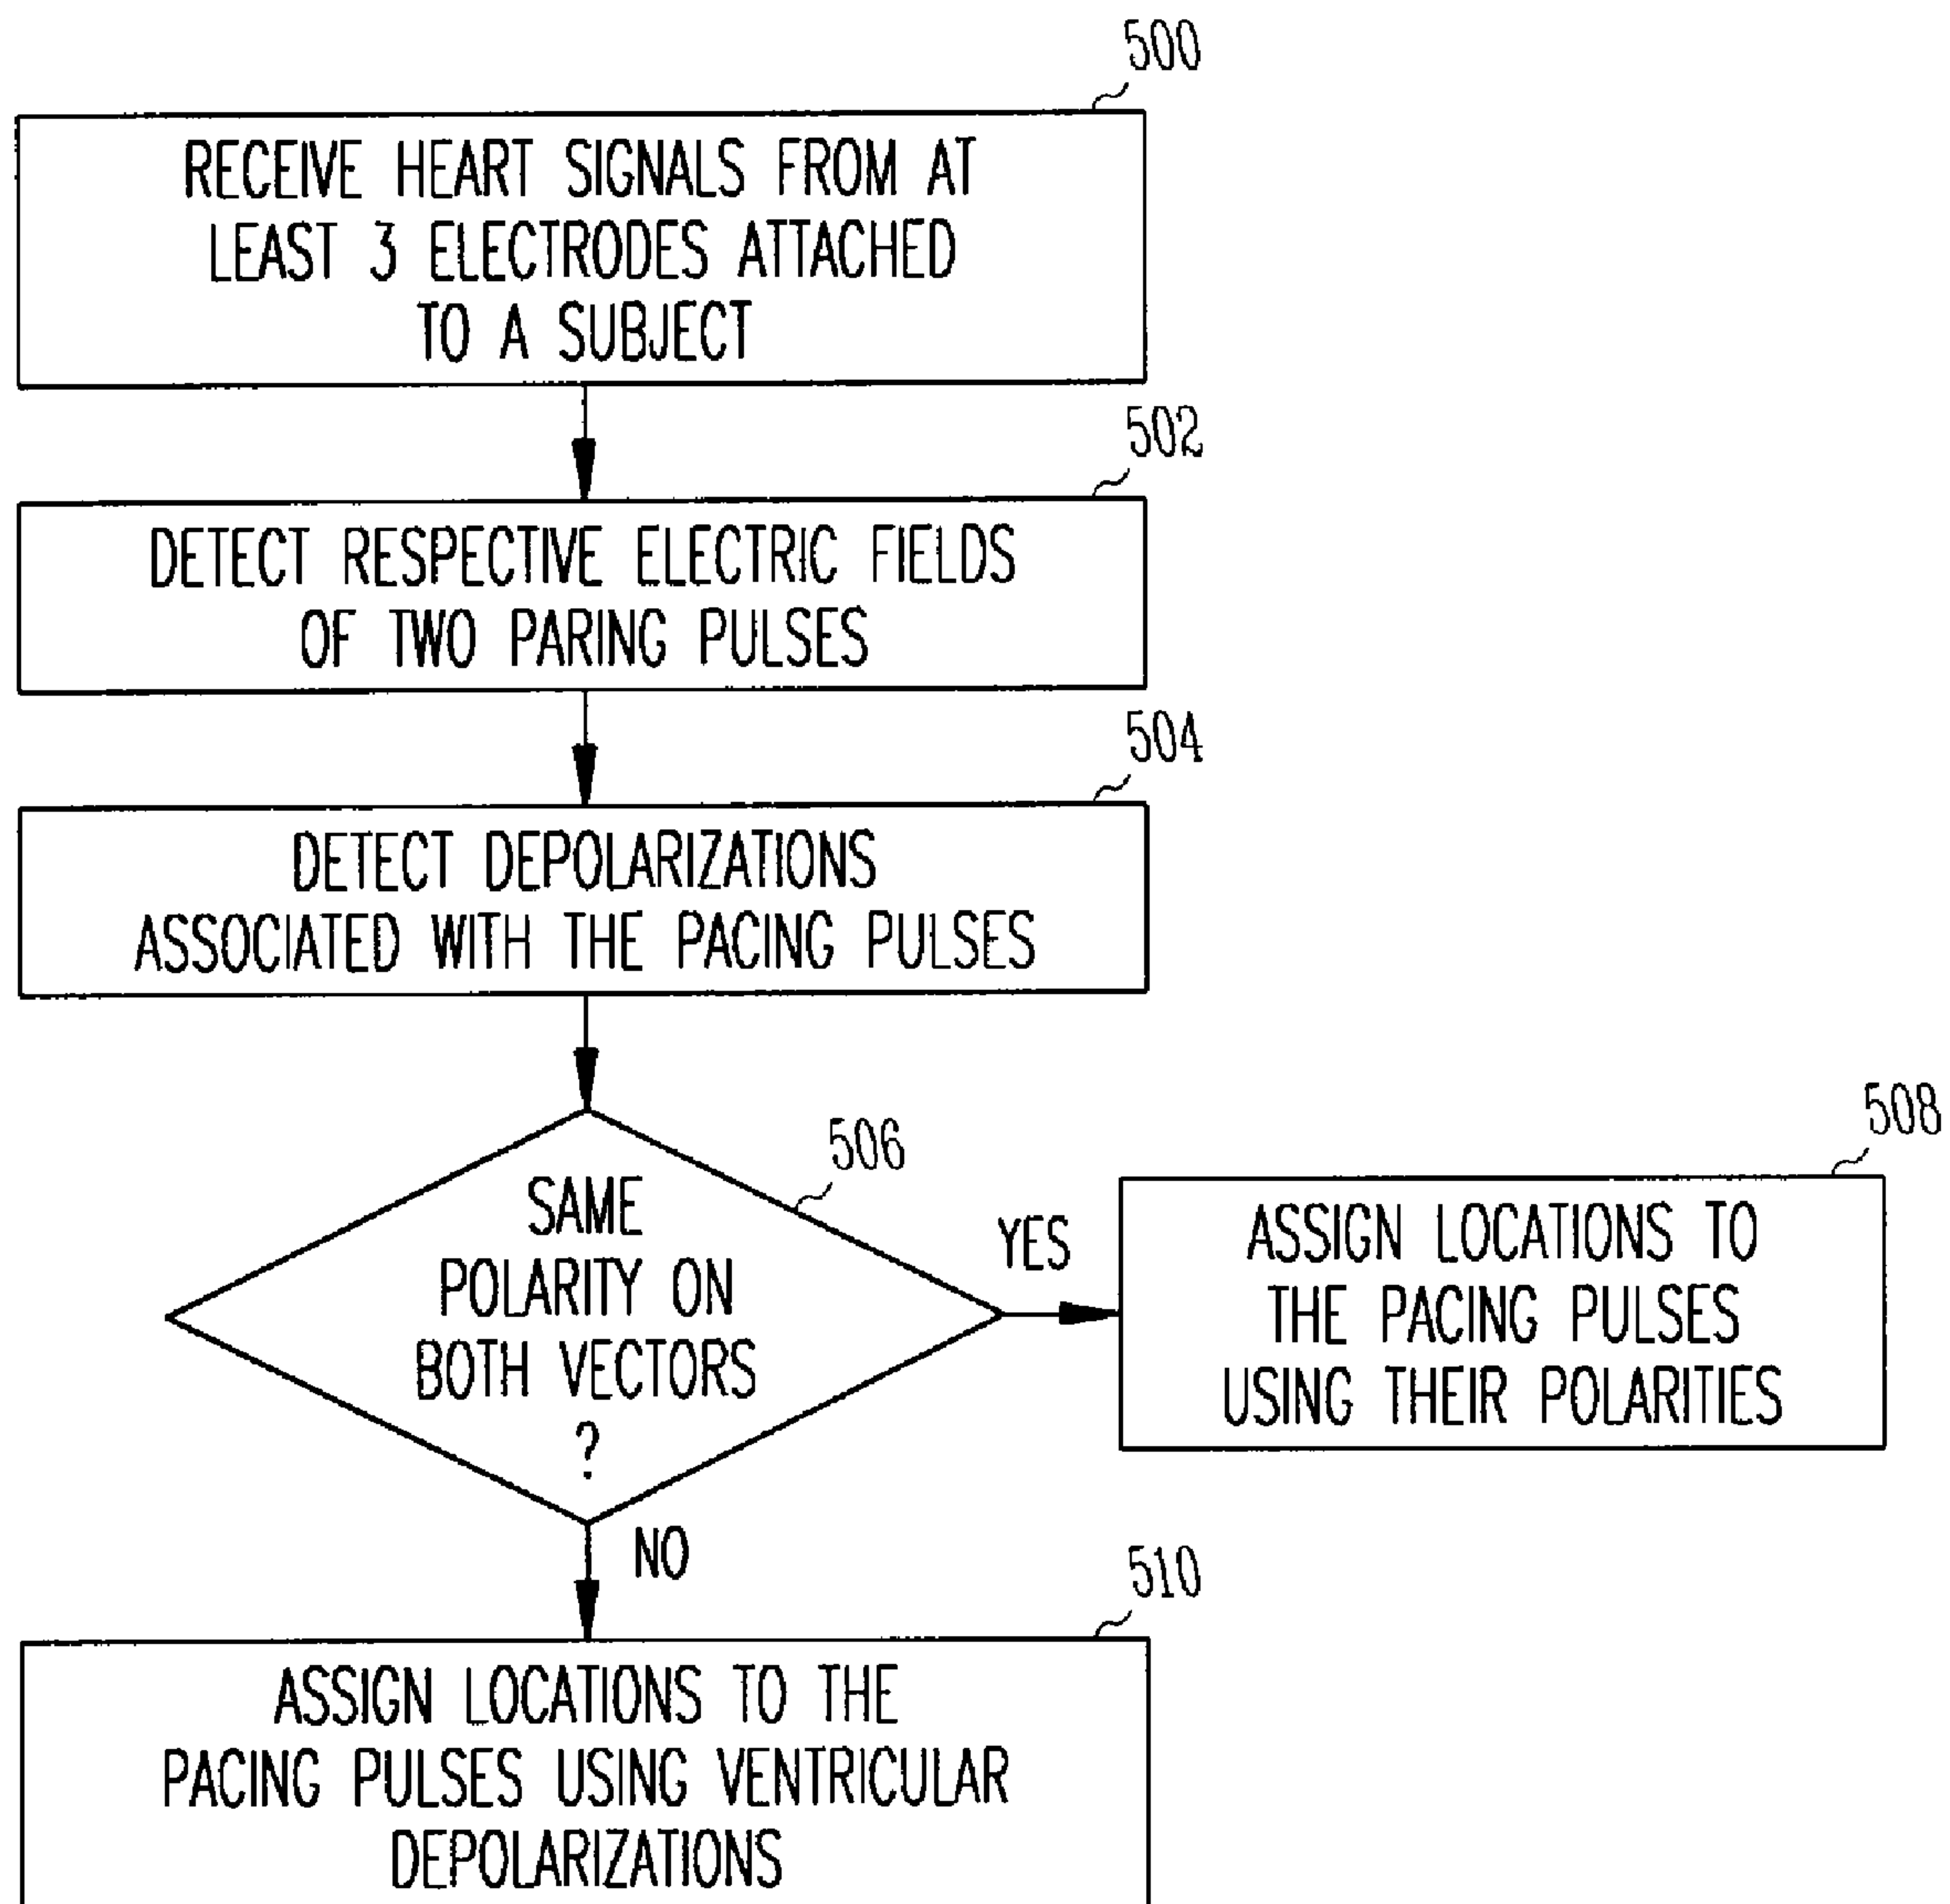 500
RECEIVE HEART SIGNALS FROM AT
LEAST 3 ELECTRODES ATTACHED
TO A SUBJECT
502
DETECT RESPECTIVE ELECTRIC FIELDS
OF TWO PARING PULSES
504
DETECT DEPOLARIZATIONS
ASSOCIATED WITH THE PACING PULSES
506
SAME
POLARITY ON
BOTH VECTORS
?
YES
508
ASSIGN LOCATIONS TO
THE PACING PULSES
USING THEIR POLARITIES
NO
510
ASSIGN LOCATIONS TO THE
PACING PULSES USING VENTRICULAR
DEPOLARIZATIONS